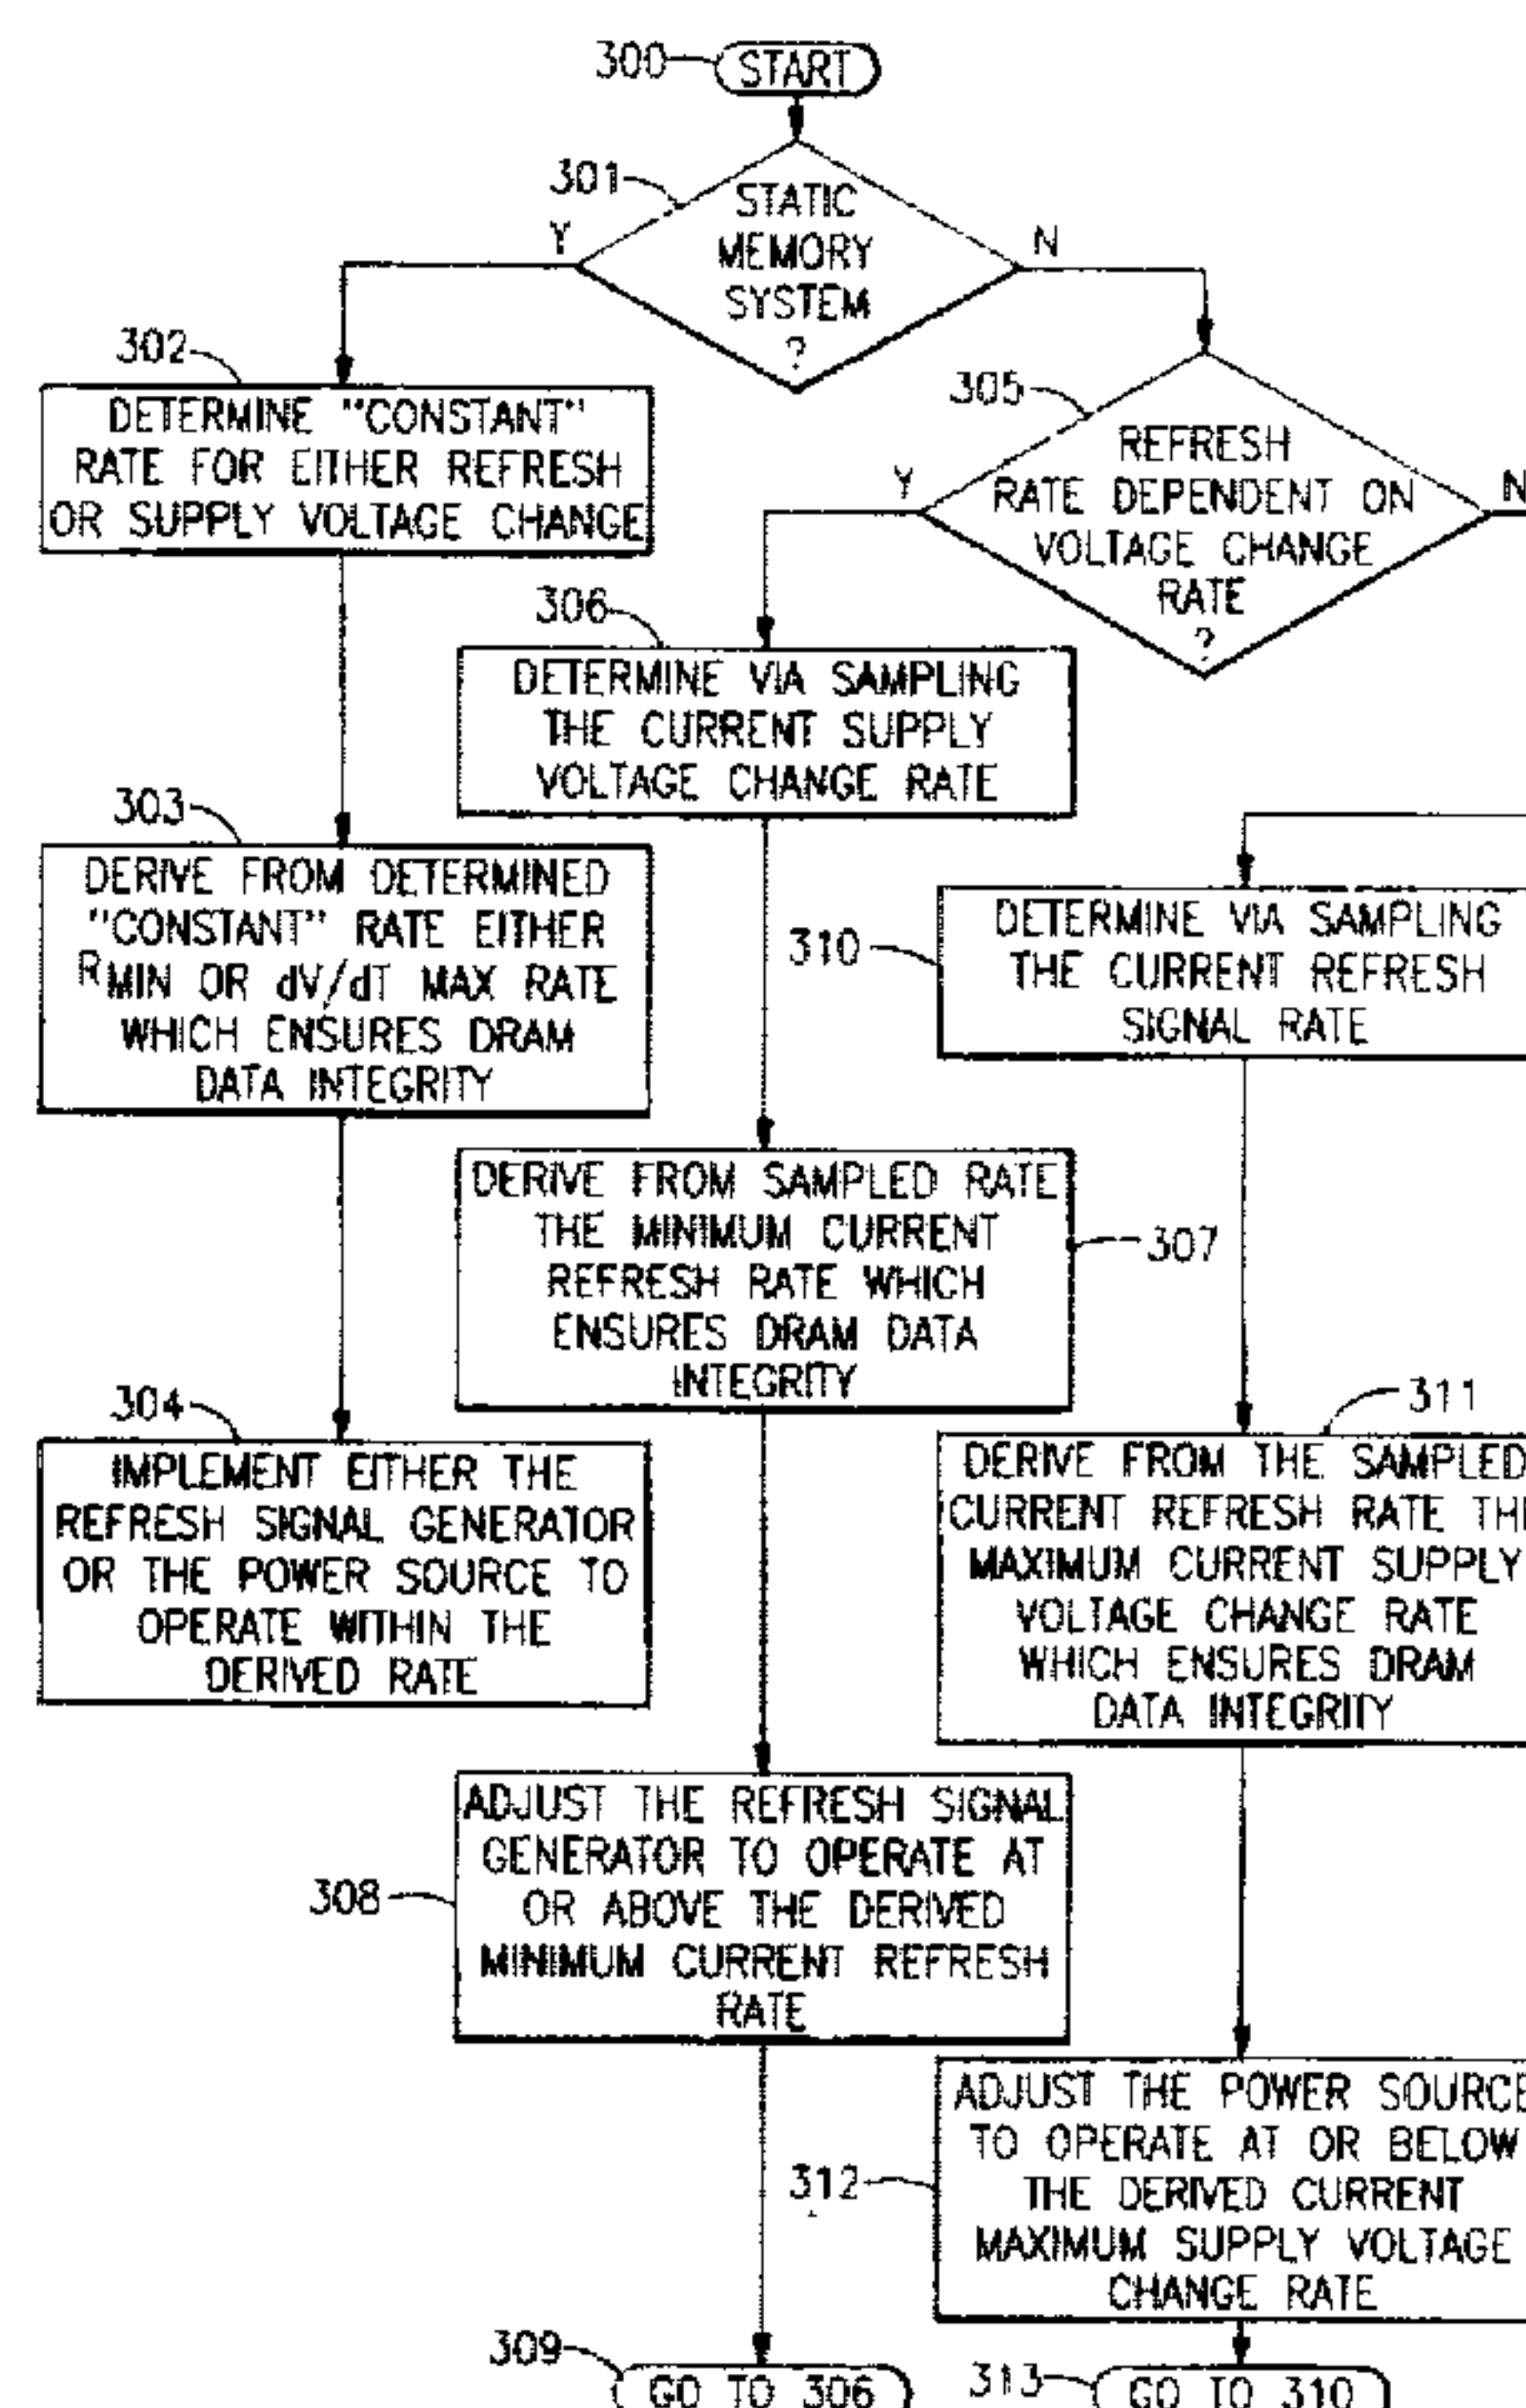 300
START
301
STATIC
MEMORY
SYSTEM
?
Y
N
302
DETERMINE "CONSTANT"
RATE FOR EITHER REFRESH
OR SUPPLY VOLTAGE CHANGE
305
REFRESH
RATE DEPENDENT ON
VOLTAGE CHANGE
RATE
?
Y
N
306
DETERMINE VIA SAMPLING
THE CURRENT SUPPLY
VOLTAGE CHANGE RATE
303
DERIVE FROM DETERMINED
"CONSTANT" RATE EITHER
RMIN OR dV/dT MAX RATE
WHICH ENSURES DRAM
DATA INTEGRITY
310
DETERMINE VIA SAMPLING
THE CURRENT REFRESH
SIGNAL RATE
DERIVE FROM SAMPLED RATE
THE MINIMUM CURRENT
REFRESH RATE WHICH
ENSURES DRAM DATA
INTEGRITY
307
304
IMPLEMENT EITHER THE
REFRESH SIGNAL GENERATOR
OR THE POWER SOURCE TO
OPERATE WITHIN THE
DERIVED RATE
311
DERIVE FROM THE SAMPLED
CURRENT REFRESH RATE TH
MAXIMUM CURRENT SUPPLY
VOLTAGE CHANGE RATE
WHICH ENSURES DRAM
DATA INTEGRITY
308
ADJUST THE REFRESH SIGNAL
GENERATOR TO OPERATE AT
OR ABOVE THE DERIVED
MINIMUM CURRENT REFRESH
RATE
312
ADJUST THE POWER SOURCE
TO OPERATE AT OR BELOW
THE DERIVED CURRENT
MAXIMUM SUPPLY VOLTAGE
CHANGE RATE
309
GO TO 306
313
GO TO 310